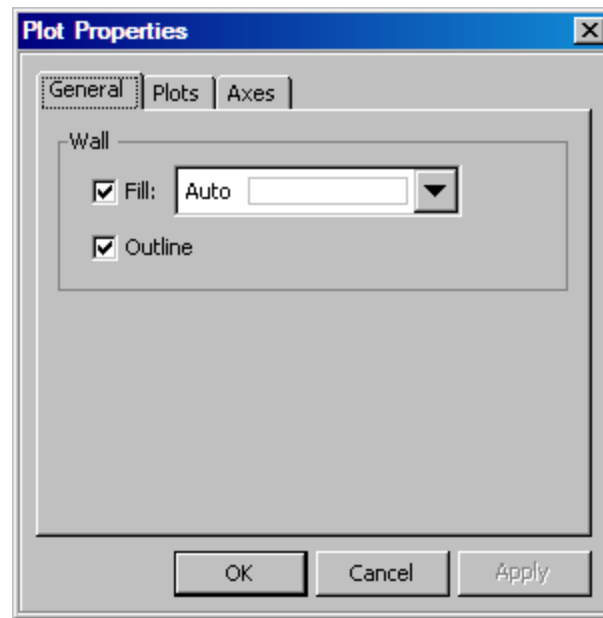 Plot Properties
General Plots Axes
Wall
Fill: Auto
Outline
OK Cancel Apply